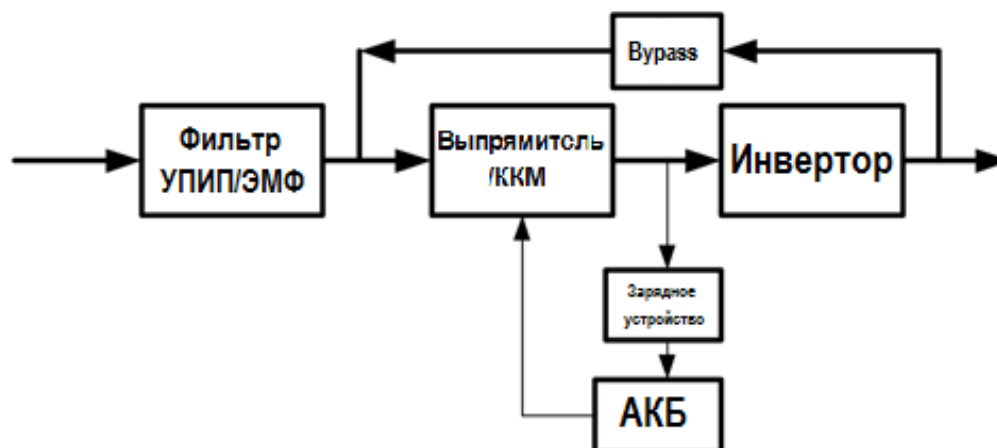 Bypass
Фильтр
УПИП/ЭМФ
Выпрямитель
/ККМ
Инвертор
Зарядное
устройство
АКБ